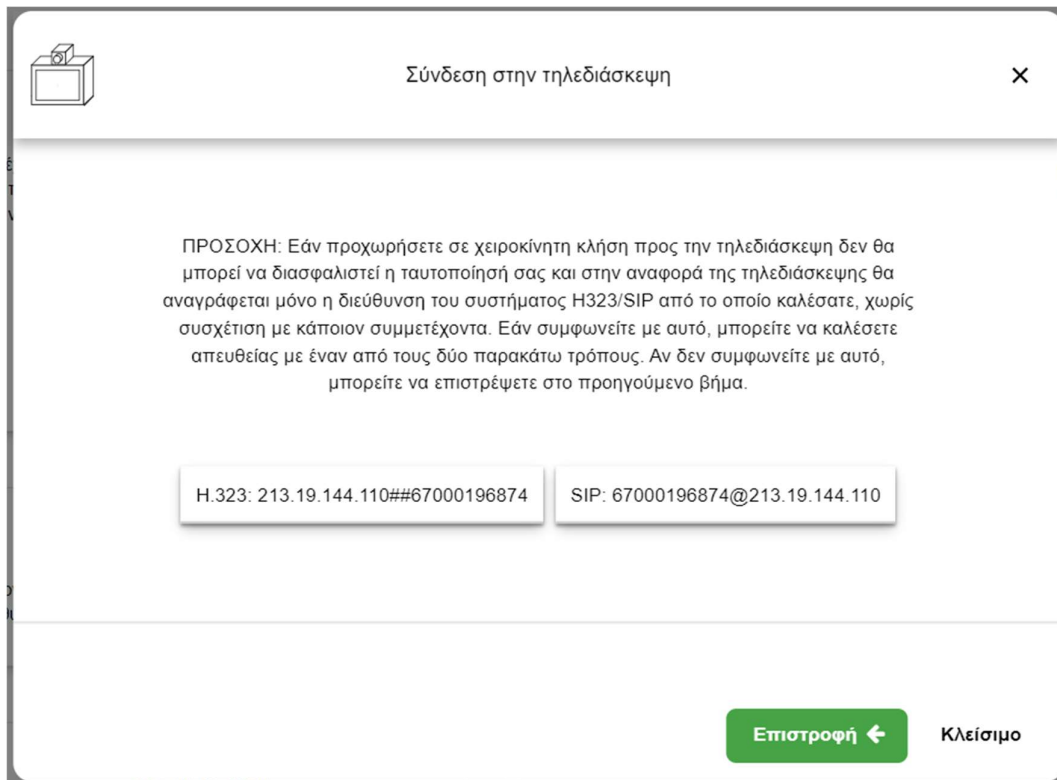 Σύνδεση στην τηλεδιάσκεψη
ΠΡΟΣΟΧΗ: Εάν προχωρήσετε σε χειροκίνητη κλήση προς την τηλεδιάσκεψη δεν θα
μπορεί να διασφαλιστεί η ταυτοποίησή σας και στην αναφορά της τηλεδιάσκεψης θα
αναγράφεται μόνο η διεύθυνση του συστήματος H323/SIP από το οποίο καλέσατε, χωρίς
συσχέτιση με κάποιον συμμετέχοντα. Εάν συμφωνείτε με αυτό, μπορείτε να καλέσετε
απευθείας με έναν από τους δύο παρακάτω τρόπους. Αν δεν συμφωνείτε με αυτό,
μπορείτε να επιστρέψετε στο προηγούμενο βήμα.
H.323: 213.19.144.110##67000196874 SIP: 67000196874@213.19.144.110
Επιστροφή Κλείσιμο